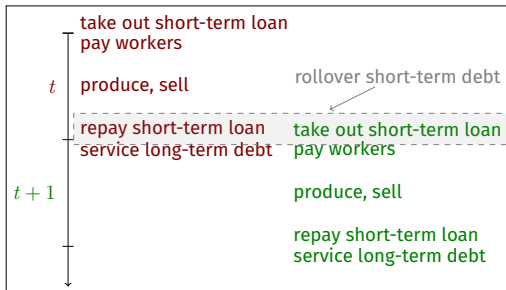 take out short-term loan
pay workers
t
produce, sell
rollover short-term debt
repay short-term loan
take out short-term loan
service long-term debt
pay workers
t + 1
produce, sell
repay short-term loan
service long-term debt